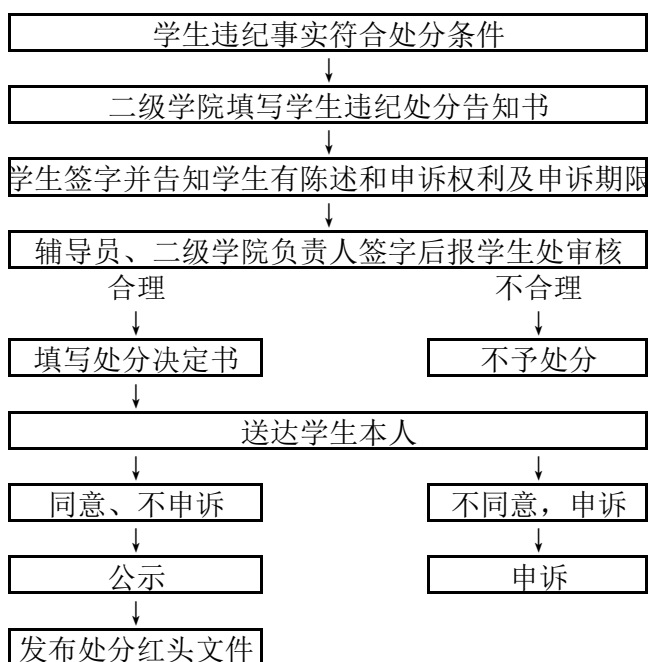 学生违纪事实符合处分条件
↓
二级学院填写学生违纪处分告知书
↓
学生签字并告知学生有陈述和申诉权利及申诉期限
↓
辅导员、二级学院负责人签字后报学生处审核
合理 不合理
↓ ↓
填写处分决定书 不予处分
↓
送达学生本人
↓ ↓
同意、不申诉 不同意，申诉
↓ ↓
公示 申诉
↓
发布处分红头文件